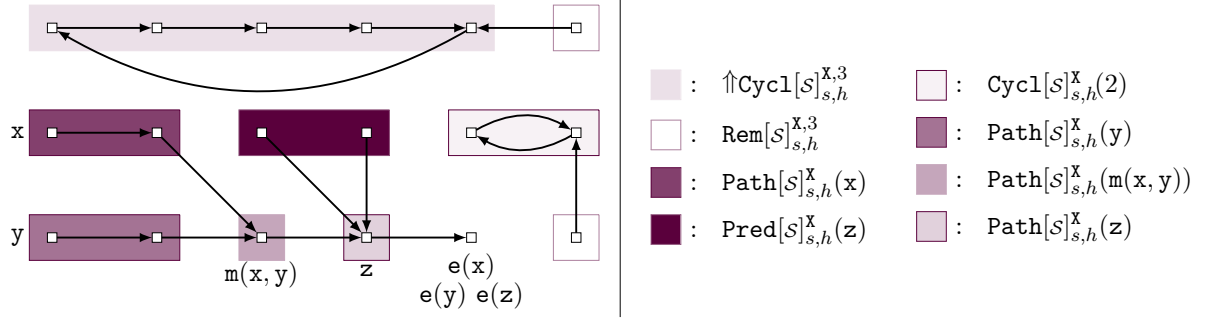 x
y
m(x, y)
z
e(x)
e(y) e(z)
: ⇑Cycl[𝒮]^{X,3}_{s,h}
: Rem[𝒮]^{X,3}_{s,h}
: Path[𝒮]^{X}_{s,h}(x)
: Pred[𝒮]^{X}_{s,h}(z)
: Cycl[𝒮]^{X}_{s,h}(2)
: Path[𝒮]^{X}_{s,h}(y)
: Path[𝒮]^{X}_{s,h}(m(x, y))
: Path[𝒮]^{X}_{s,h}(z)